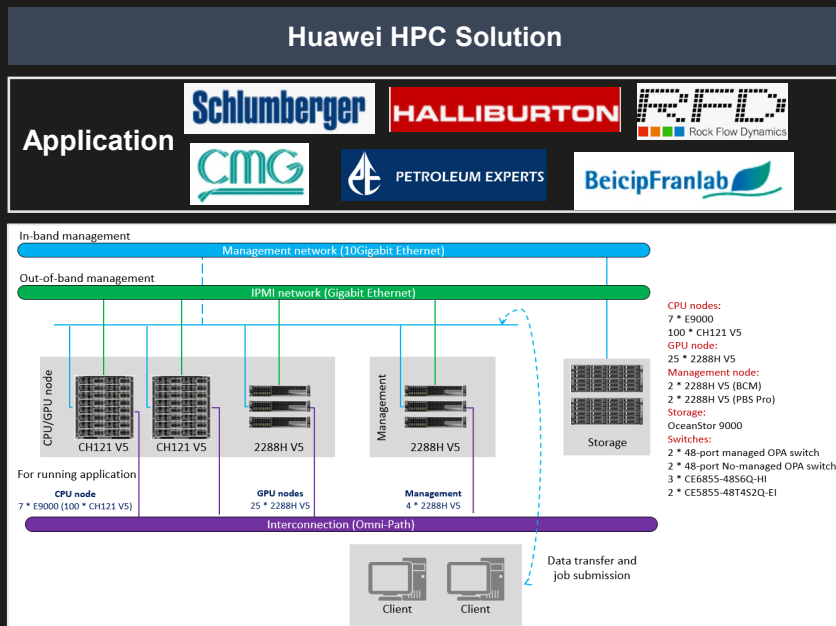 Huawei HPC Solution
Application
Schlumberger
HALLIBURTON
RFD
Rock Flow Dynamics
CMG
PETROLEUM EXPERTS
BeicipFranlab
In-band management
Management network (10Gigabit Ethernet)
Out-of-band management
IPMI network (Gigabit Ethernet)
CPU/GPU node
CH121 V5
CH121 V5
2288H V5
Management
2288H V5
Storage
CPU nodes:
7 * E9000
100 * CH121 V5
GPU node:
25 * 2288H V5
Management node:
2 * 2288H V5 (BCM)
2 * 2288H V5 (PBS Pro)
Storage:
OceanStor 9000
Switches:
2 * 48-port managed OPA switch
2 * 48-port No-managed OPA switch
3 * CE6855-48S6Q-HI
2 * CE5855-48T4S2Q-EI
For running application
CPU node
7 * E9000 (100 * CH121 V5)
GPU nodes
25 * 2288H V5
Management
4 * 2288H V5
Interconnection (Omni-Path)
Client
Client
Data transfer and
job submission